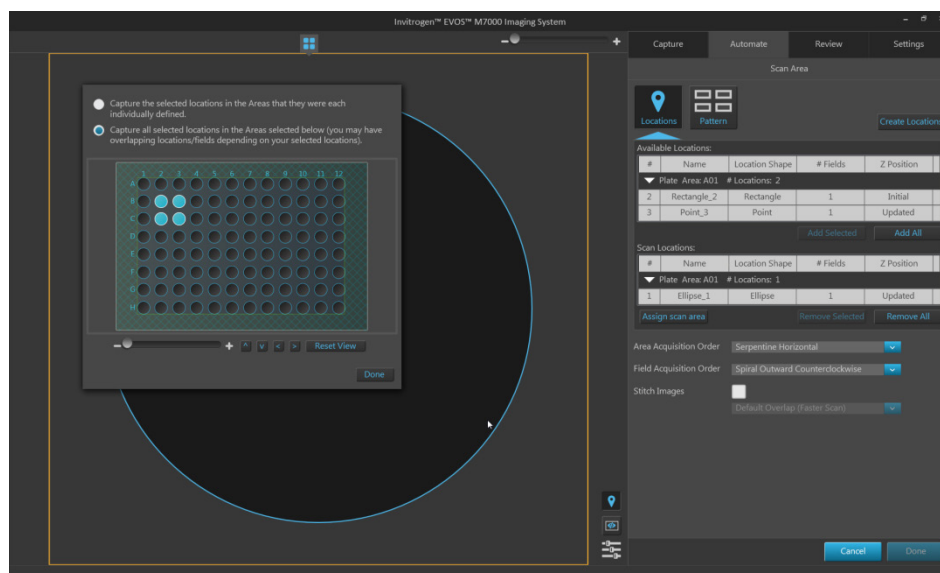 Invitrogen™ EVOS™ M7000 Imaging System
Capture Automate Review Settings
Scan Area
Locations Pattern Create Location
Capture the selected locations in the Areas that they were each
individually defined.
Capture all selected locations in the Areas selected below (you may have
overlapping locations/fields depending on your selected locations).
1 2 3 4 5 6 7 8 9 10 11 12
A
B
C
D
E
F
G
H
Reset View
Done
Available Locations:
# Name Location Shape # Fields Z Position
Plate Area: A01 # Locations: 2
2 Rectangle_2 Rectangle 1 Initial
3 Point_3 Point 1 Updated
Add Selected Add All
Scan Locations:
# Name Location Shape # Fields Z Position
Plate Area: A01 # Locations: 1
1 Ellipse_1 Ellipse 1 Updated
Assign scan area Remove Selected Remove All
Area Acquisition Order Serpentine Horizontal
Field Acquisition Order Spiral Outward Counterclockwise
Stitch Images
Default Overlap (Faster Scan)
Cancel Done